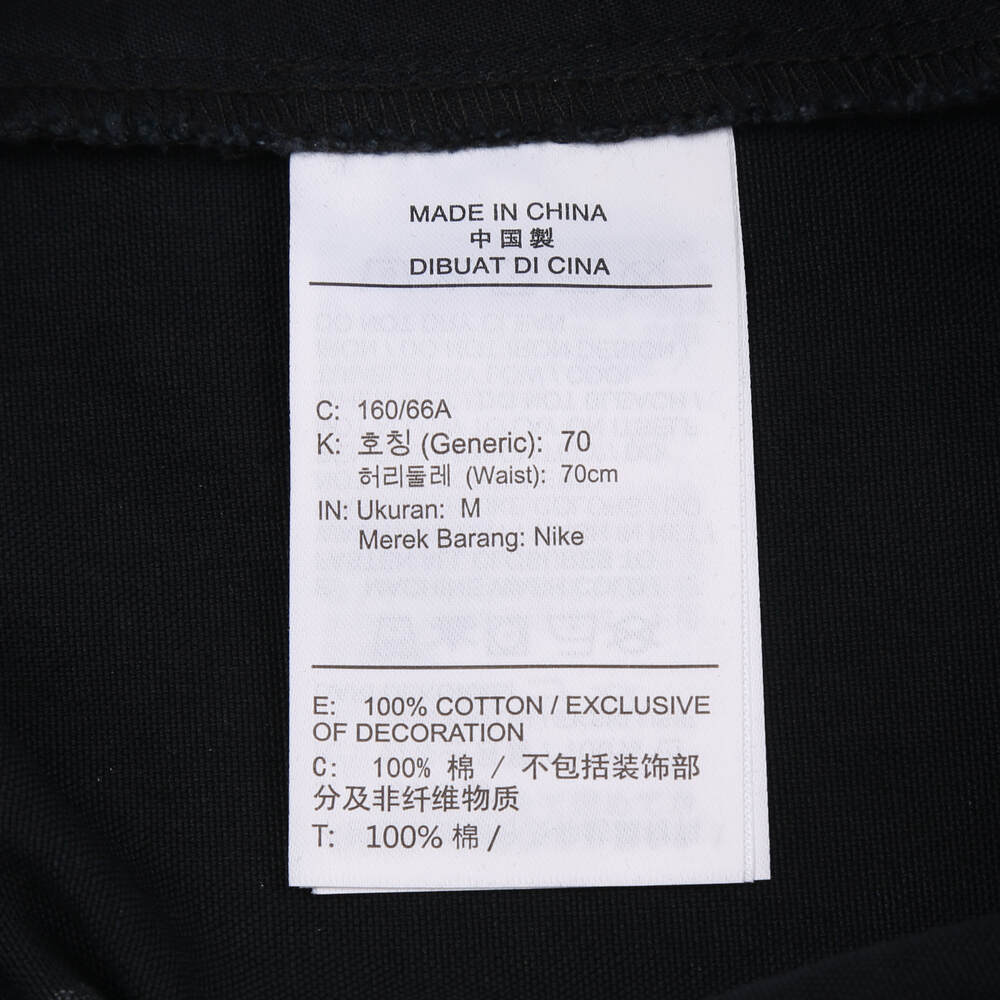 MADE IN CHINA
中国製
DIBUAT DI CINA
C: 160/66A
K: 호칭 (Generic): 70
허리둘레 (Waist): 70cm
IN: Ukuran: M
Merek Barang: Nike
E: 100% COTTON / EXCLUSIVE
OF DECORATION
C: 100% 棉 / 不包括装饰部
分及非纤维物质
T: 100% 棉 /